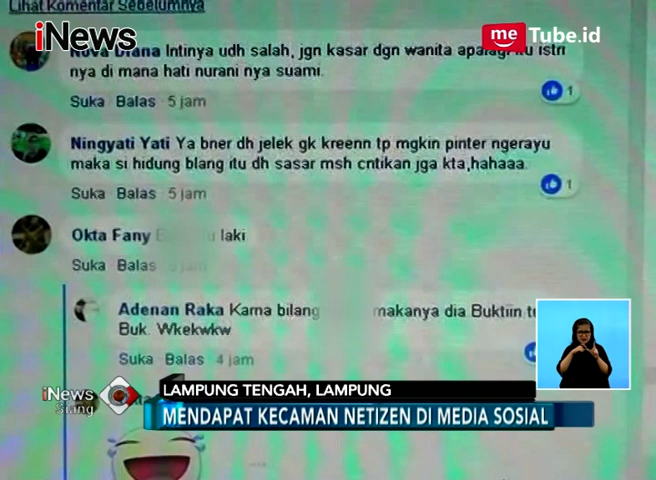 Lihat Komentar Sebelumnya
iNews
me Tube.id
Nova Diana Intinya udh salah, jgn kasar dgn wanita apalagi itu istri
nya di mana hati nurani nya suami.
Suka Balas 5 jam
1
Ningyati Yati Ya bner dh jelek gk kreenn tp mgkin pinter ngerayu
maka si hidung blang itu dh sasar msh cntikan jga kta,hahaaa.
Suka Balas 5 jam
1
Okta Fany laki
Suka Balas
Adenan Raka Karna bilang makanya dia Buktiin
Buk. Wkekwkw
Suka Balas 4 jam
iNews
Siang
LAMPUNG TENGAH, LAMPUNG
MENDAPAT KECAMAN NETIZEN DI MEDIA SOSIAL